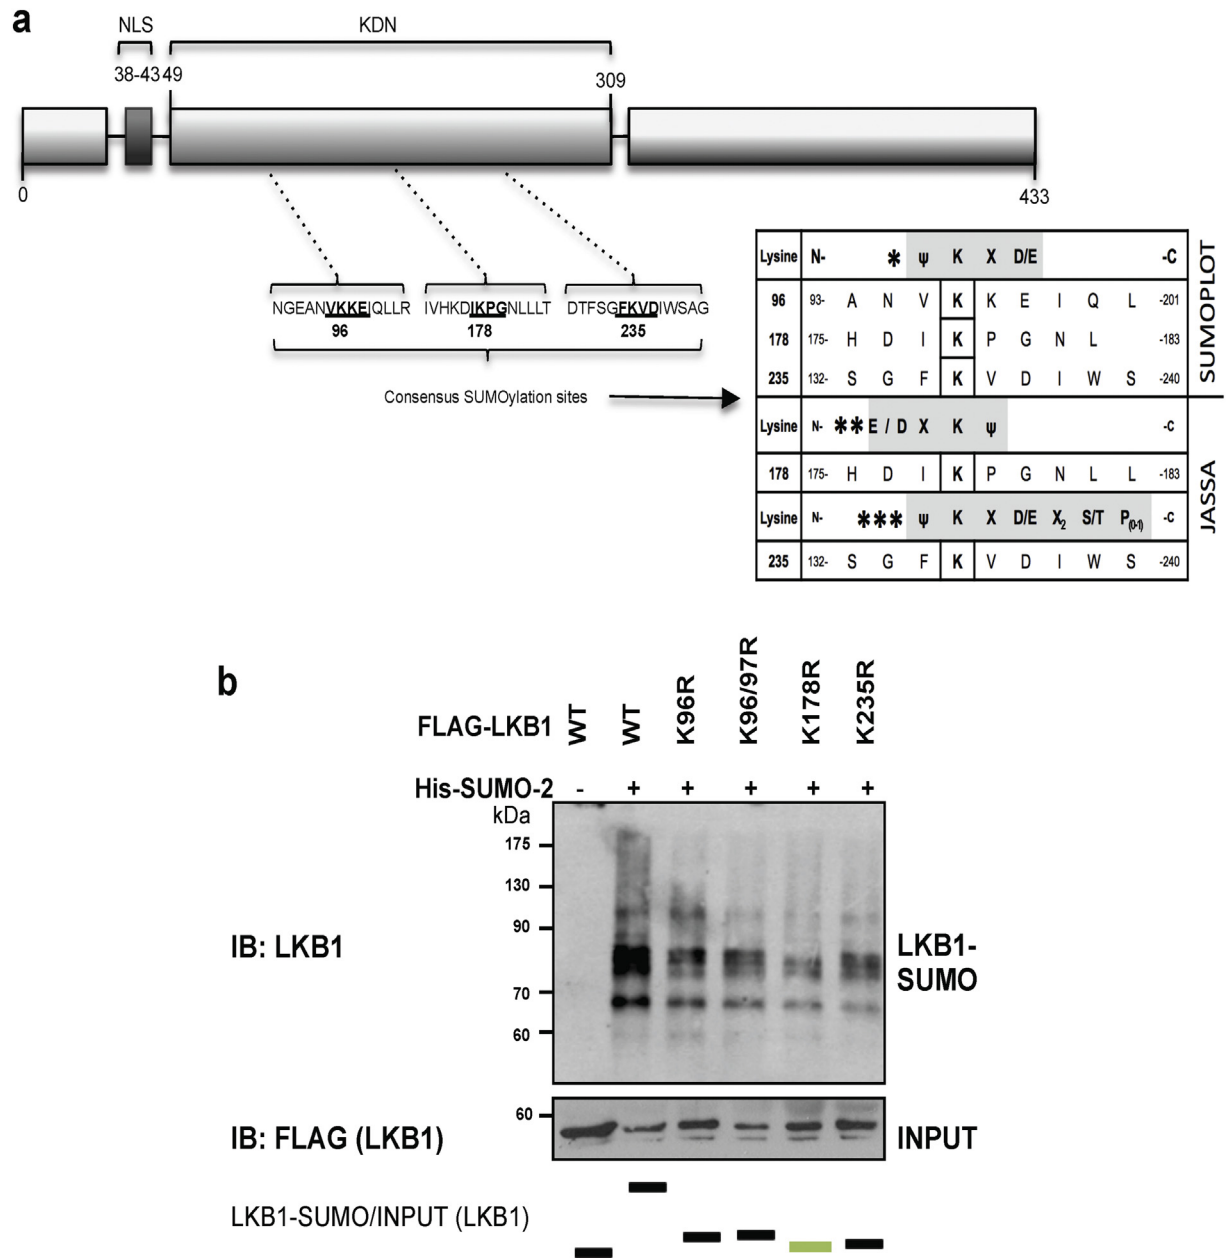 a
NLS
KDN
38-43 49
309
0
433
NGEANVKKEIQLLR IVHKDIKPGNLLLT DTFSGFKVDIWSAG
96 178 235
Consensus SUMOylation sites
Lysine N- * ψ K X D/E -C
96 93- A N V K K E I Q L -201
178 175- H D I K P G N L -183
235 132- S G F K V D I W S -240
SUMOPLOT
Lysine N- ** E / D X K ψ -C
178 175- H D I K P G N L L -183
Lysine N- *** ψ K X D/E X2 S/T P(0-1) -C
235 132- S G F K V D I W S -240
JASSA
b
FLAG-LKB1 WT WT K96R K96/97R K178R K235R
His-SUMO-2 - + + + + +
kDa
175
130
90
70
60
IB: LKB1
LKB1-
SUMO
60
IB: FLAG (LKB1)
INPUT
LKB1-SUMO/INPUT (LKB1)